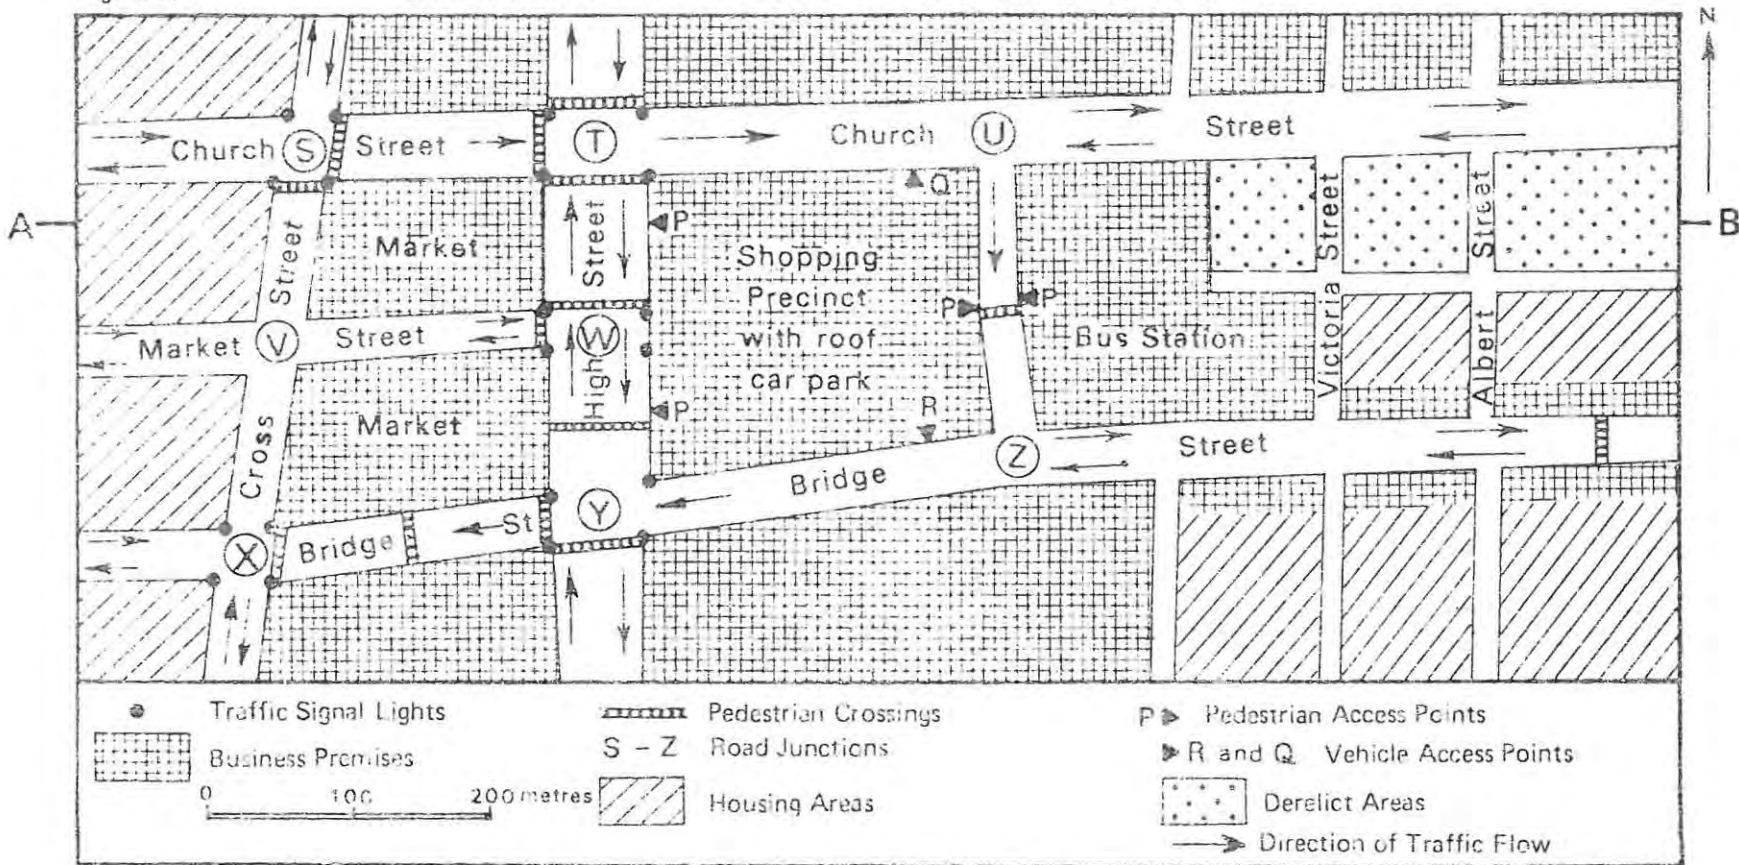 N
Church S Street
T
Church U Street
A
B
Q
P
Market
Street
Street
Shopping
Precinct
with roof
car park
P
P
Bus Station
Victoria Street
Albert Street
Market V Street
W
High
P
R
Market
Cross
X
Bridge
St
Y
Bridge
Z
Street
Traffic Signal Lights
Pedestrian Crossings
P Pedestrian Access Points
S - Z Road Junctions
R and Q Vehicle Access Points
Business Premises
0 100 200 metres
Housing Areas
Derelict Areas
Direction of Traffic Flow